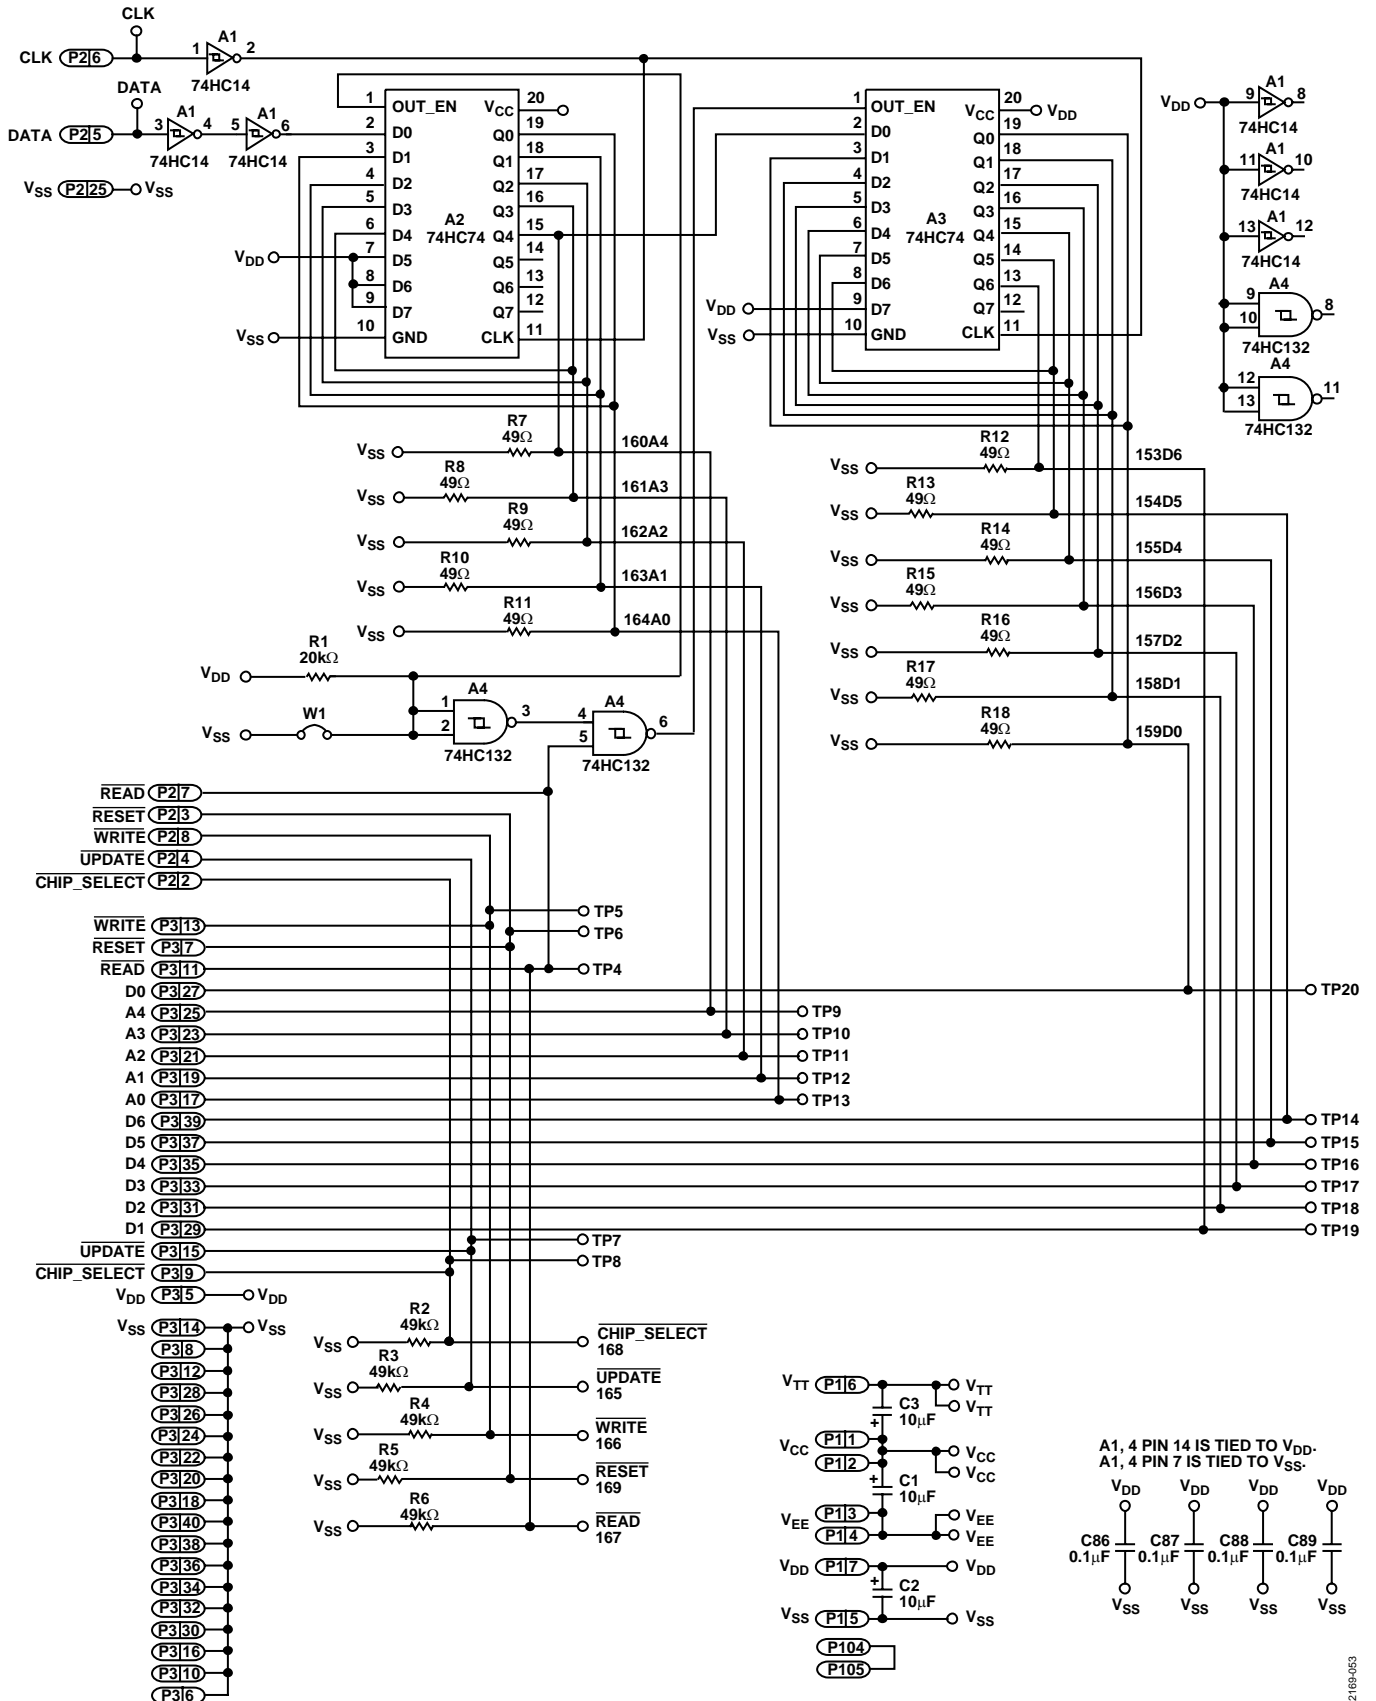 CLK
CLK P2 6
1 A1 2
74HC14
DATA
DATA P2 5
3 A1 4
74HC14
5 A1 6
74HC14
VSS P2 25 VSS
1 OUT_EN VCC 20
2 D0 Q0 19
3 D1 Q1 18
4 D2 Q2 17
5 D3 Q3 16
6 D4 Q4 15
7 D5 Q5 14
8 D6 Q6 13
9 D7 Q7 12
10 GND CLK 11
A2
74HC74
VDD
VSS
1 OUT_EN VCC 20 VDD
2 D0 Q0 19
3 D1 Q1 18
4 D2 Q2 17
5 D3 Q3 16
6 D4 Q4 15
7 D5 Q5 14
8 D6 Q6 13
9 D7 Q7 12
10 GND CLK 11
A3
74HC74
VDD
VSS
VDD
9 A1 8
74HC14
11 A1 10
74HC14
13 A1 12
74HC14
A4
9
10
8
74HC132
A4
12
13
11
74HC132
R7
49Ω
VSS 160A4
R8
49Ω
VSS 161A3
R9
49Ω
VSS 162A2
R10
49Ω
VSS 163A1
R11
49Ω
VSS 164A0
R12
49Ω
VSS 153D6
R13
49Ω
VSS 154D5
R14
49Ω
VSS 155D4
R15
49Ω
VSS 156D3
R16
49Ω
VSS 157D2
R17
49Ω
VSS 158D1
R18
49Ω
VSS 159D0
R1
20kΩ
VDD
W1
VSS
A4
1
2
3
74HC132
A4
4
5
6
74HC132
READ P2 7
RESET P2 3
WRITE P2 8
UPDATE P2 4
CHIP_SELECT P2 2
TP5
WRITE P3 13
TP6
RESET P3 7
READ P3 11 TP4
D0 P3 27 TP20
A4 P3 25 TP9
A3 P3 23 TP10
A2 P3 21 TP11
A1 P3 19 TP12
A0 P3 17 TP13
D6 P3 39 TP14
D5 P3 37 TP15
D4 P3 35 TP16
D3 P3 33 TP17
D2 P3 31 TP18
D1 P3 29 TP19
TP7
UPDATE P3 15
TP8
CHIP_SELECT P3 9
VDD P3 5 VDD
VSS P3 14 VSS
P3 8
P3 12
P3 28
P3 26
P3 24
P3 22
P3 20
P3 18
P3 40
P3 38
P3 36
P3 34
P3 32
P3 30
P3 16
P3 10
P3 6
R2
49kΩ
VSS CHIP_SELECT
168
R3
49kΩ
VSS UPDATE
165
R4
49kΩ
VSS WRITE
166
R5
49kΩ
VSS RESET
169
R6
49kΩ
VSS READ
167
VTT P1 6 VTT
VTT
C3
10µF
+
VCC P1 1 VCC
P1 2 VCC
+
C1
10µF
VEE P1 3 VEE
P1 4 VEE
VDD P1 7 VDD
+
C2
10µF
VSS P1 5 VSS
P104
P105
A1, 4 PIN 14 IS TIED TO VDD.
A1, 4 PIN 7 IS TIED TO VSS.
VDD VDD VDD VDD
C86 C87 C88 C89
0.1µF 0.1µF 0.1µF 0.1µF
VSS VSS VSS VSS
2169-053